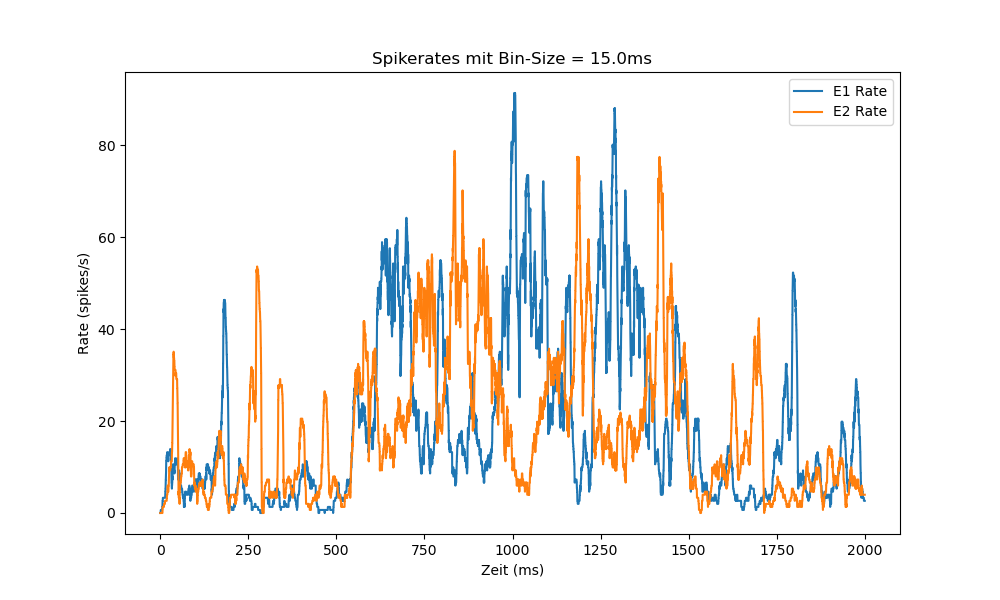 Spikerates mit Bin-Size = 15.0ms
E1 Rate
E2 Rate
Rate (spikes/s)
80
60
40
20
0
0 250 500 750 1000 1250 1500 1750 2000
Zeit (ms)